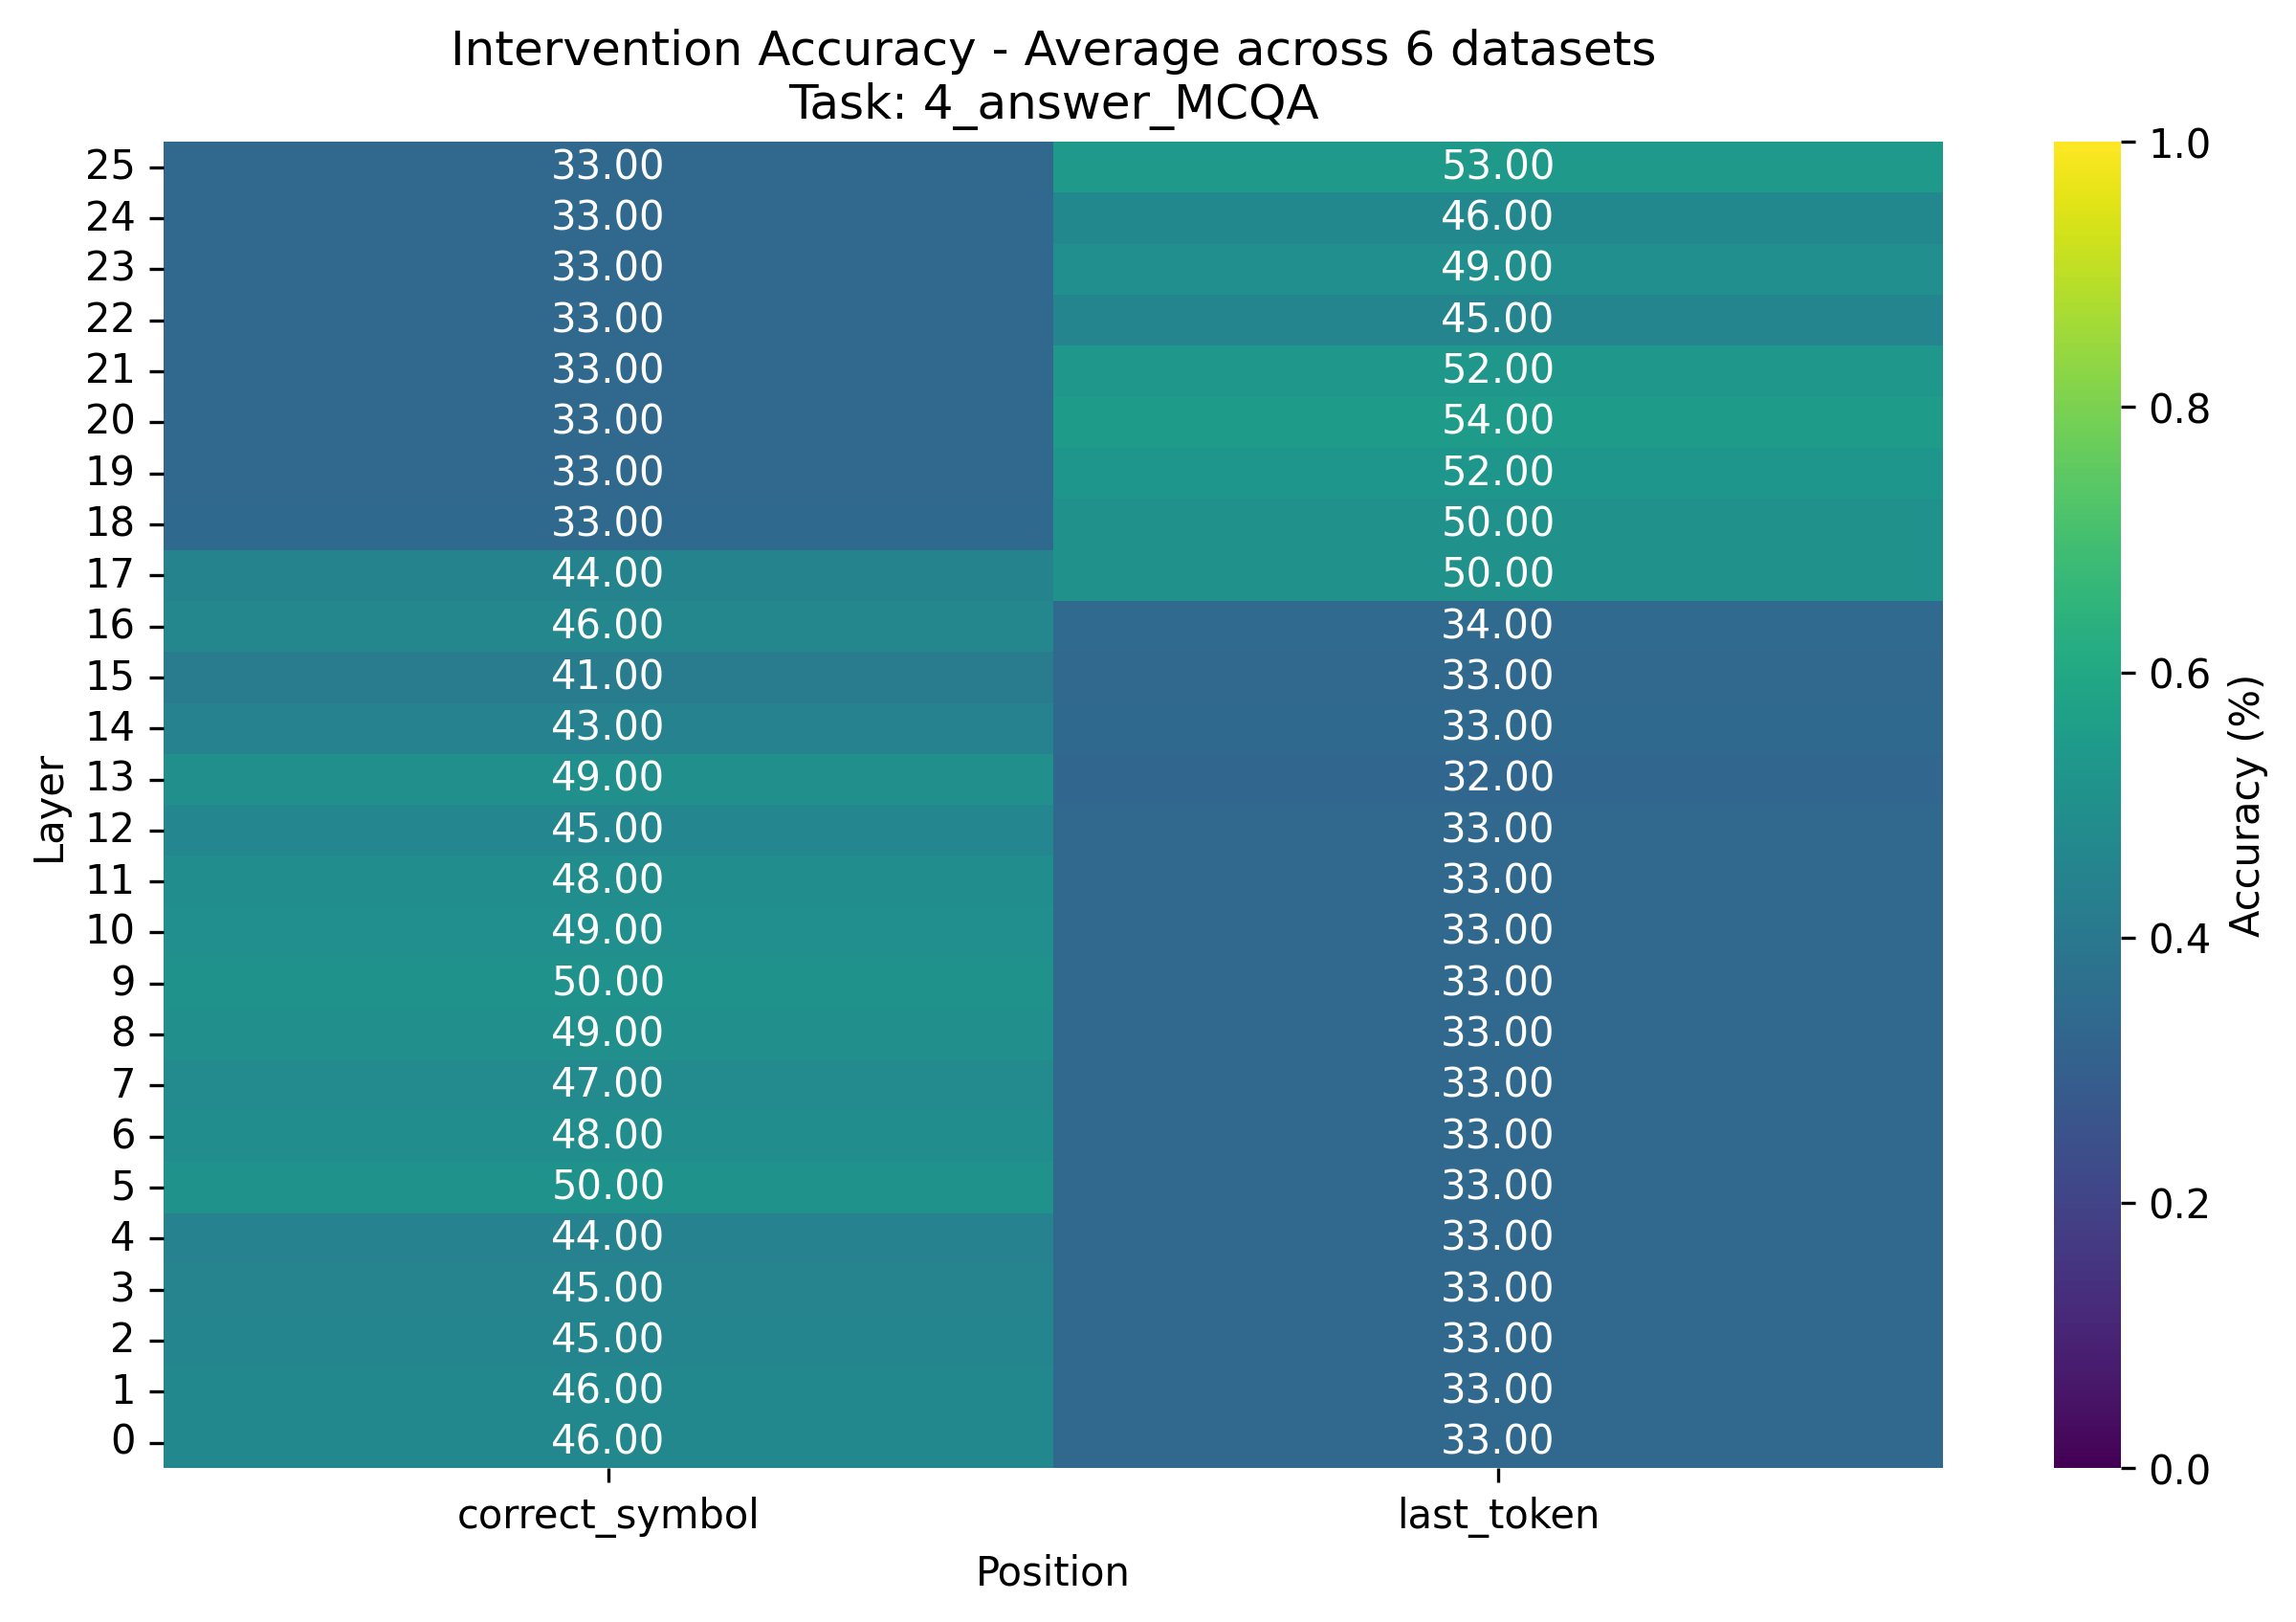 Intervention Accuracy - Average across 6 datasets
Task: 4_answer_MCQA
25 33.00 53.00
24 33.00 46.00
23 33.00 49.00
22 33.00 45.00
21 33.00 52.00
20 33.00 54.00
19 33.00 52.00
18 33.00 50.00
17 44.00 50.00
16 46.00 34.00
15 41.00 33.00
14 43.00 33.00
13 49.00 32.00
12 45.00 33.00
11 48.00 33.00
10 49.00 33.00
9 50.00 33.00
8 49.00 33.00
7 47.00 33.00
6 48.00 33.00
5 50.00 33.00
4 44.00 33.00
3 45.00 33.00
2 45.00 33.00
1 46.00 33.00
0 46.00 33.00
Layer
correct_symbol last_token
Position
1.0
0.8
0.6
0.4
0.2
0.0
Accuracy (%)